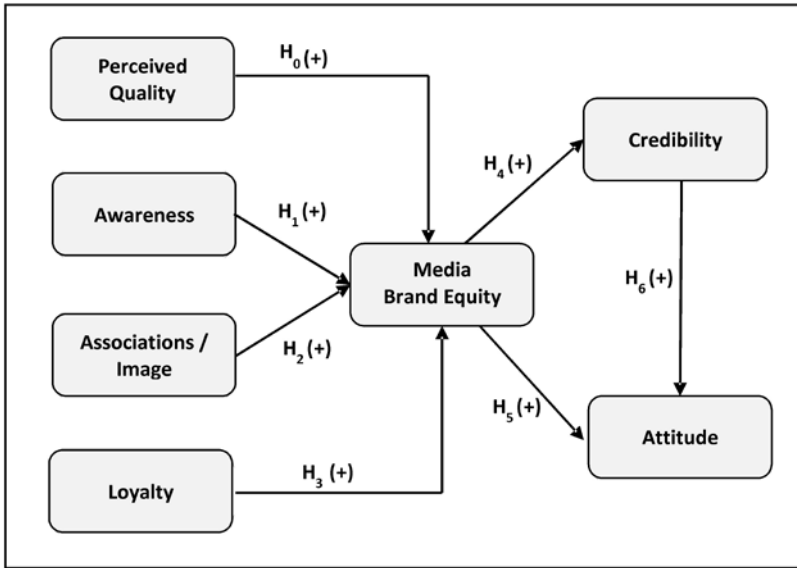 H₀ (+)
Perceived
Quality
Credibility
H₄ (+)
Awareness
H₁ (+)
Media
Brand Equity
H₆ (+)
Associations /
Image
H₂ (+)
H₅ (+)
Attitude
Loyalty
H₃ (+)